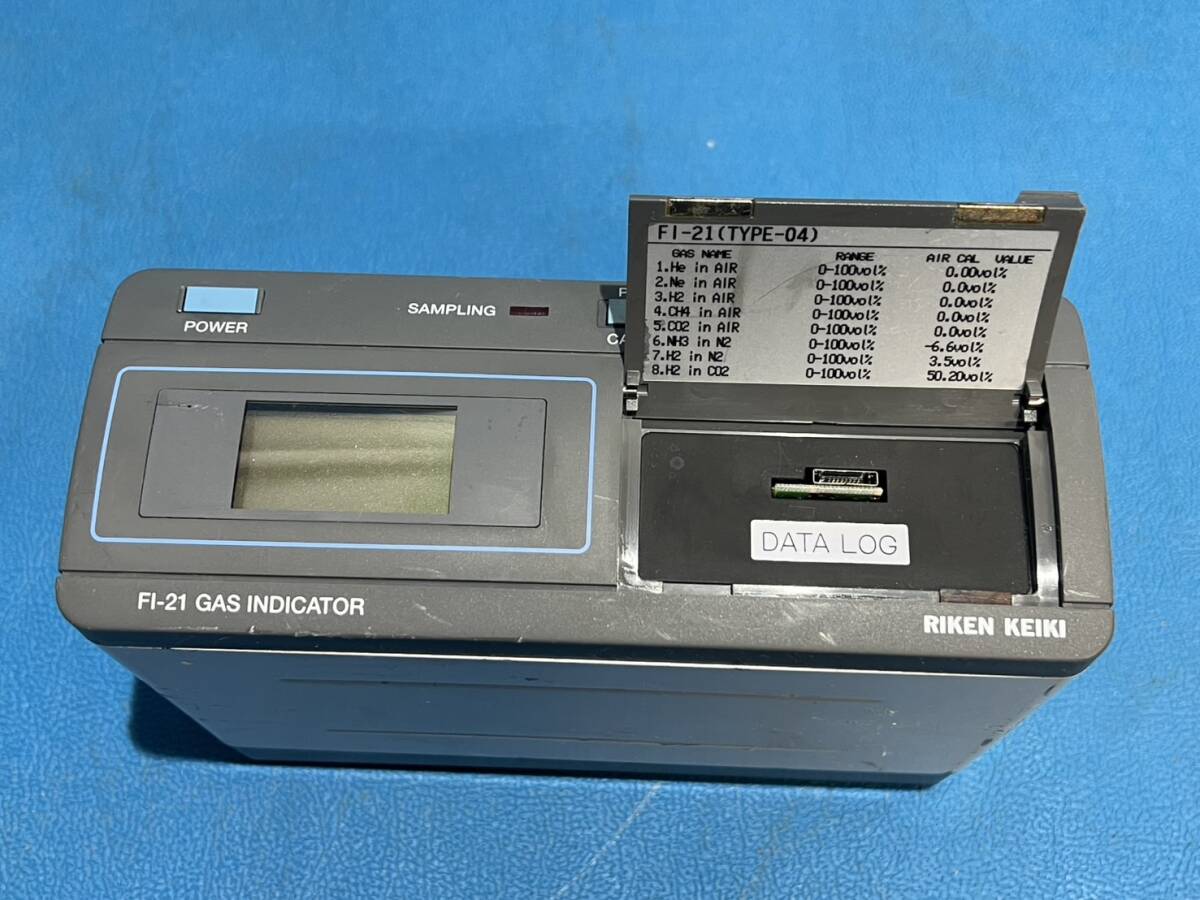 FI-21(TYPE-04)
GAS NAME RANGE AIR CAL VALUE
1.He in AIR 0-100vol% 0.00vol%
2.Ne in AIR 0-100vol% 0.0vol%
3.H2 in AIR 0-100vol% 0.0vol%
4.CH4 in AIR 0-100vol% 0.0vol%
5.CO2 in AIR 0-100vol% 0.0vol%
6.NH3 in N2 0-100vol% -6.6vol%
7.H2 in N2 0-100vol% 3.5vol%
8.H2 in CO2 0-100vol% 50.20vol%
POWER
SAMPLING
DATA LOG
FI-21 GAS INDICATOR
RIKEN KEIKI